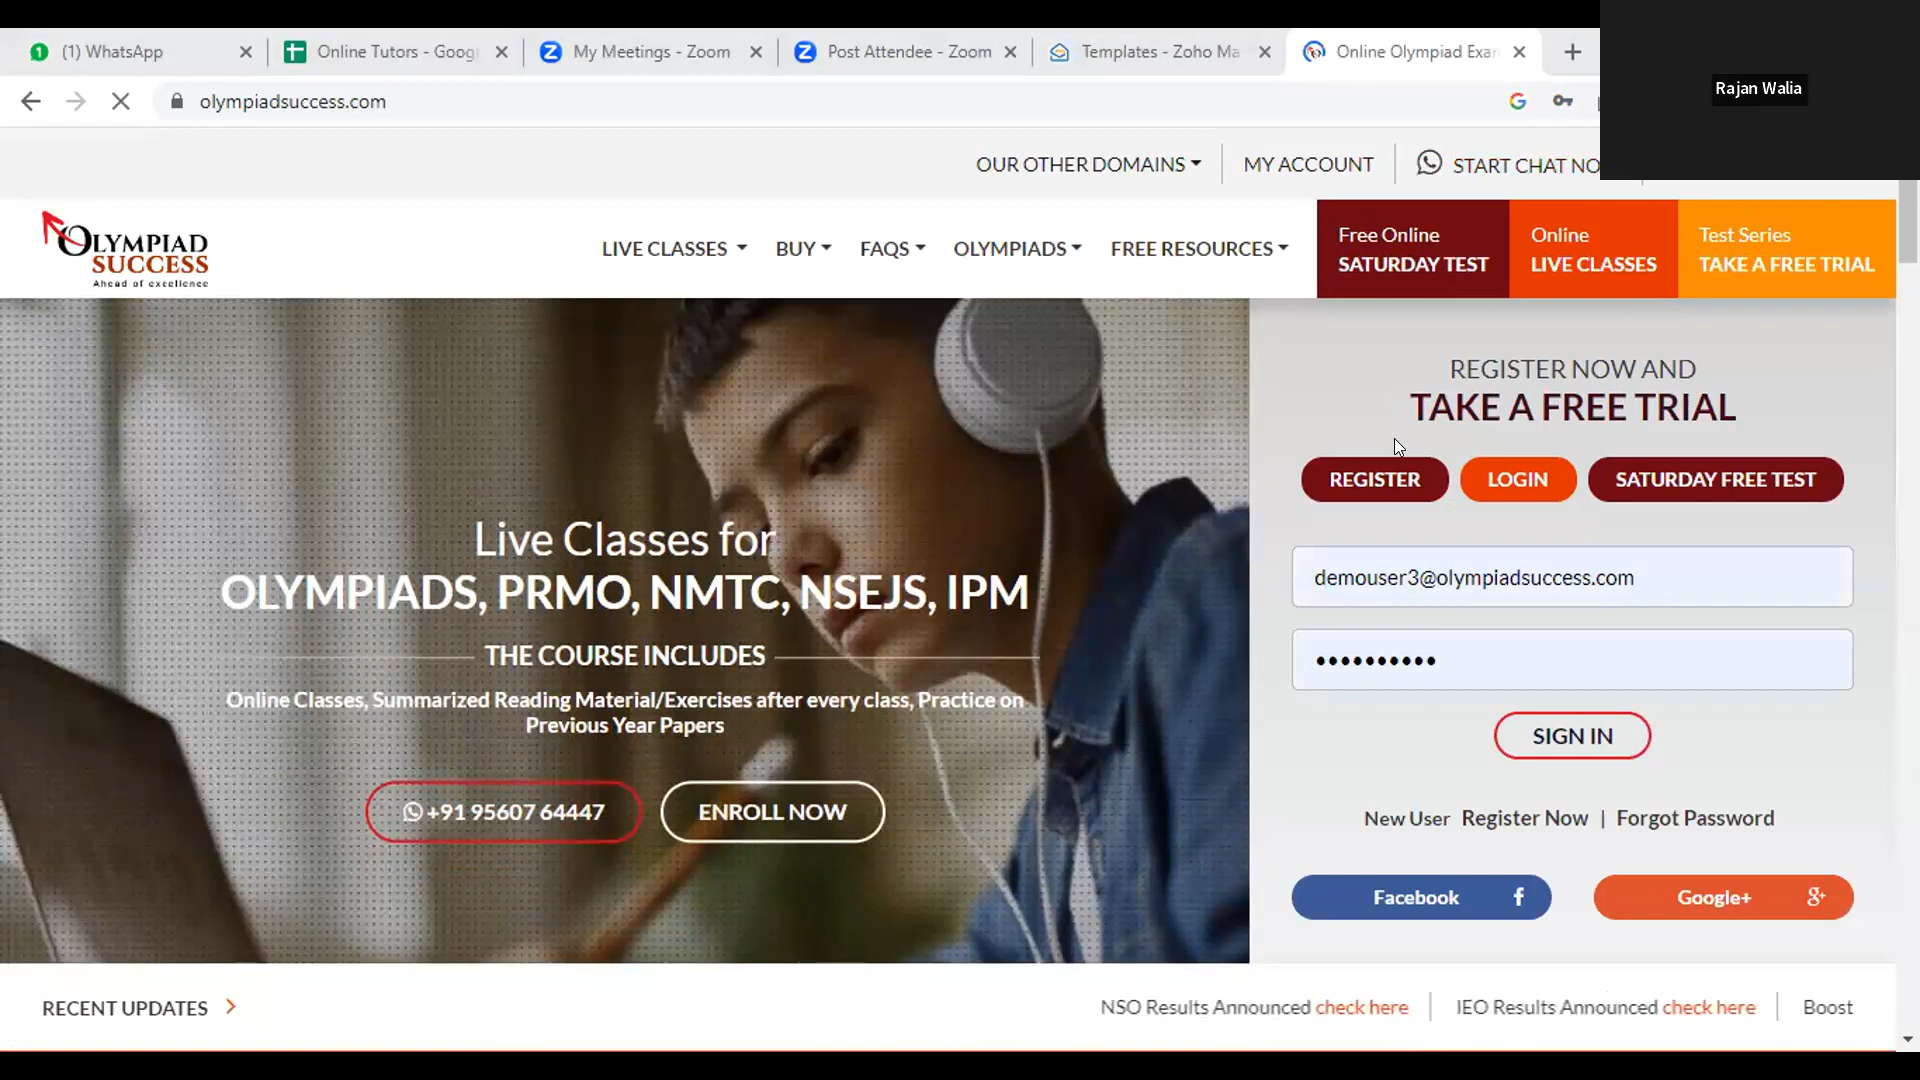 (1) WhatsApp
Online Tutors - Goog
My Meetings - Zoom
Post Attendee - Zoom
Templates - Zoho Ma
Online Olympiad Exa
Rajan Walia
olympiadsuccess.com
OUR OTHER DOMAINS
MY ACCOUNT
START CHAT NO
OLYMPIAD
SUCCESS
Ahead of excellence
LIVE CLASSES
BUY
FAQS
OLYMPIADS
FREE RESOURCES
Free Online
SATURDAY TEST
Online
LIVE CLASSES
Test Series
TAKE A FREE TRIAL
Live Classes for
OLYMPIADS, PRMO, NMTC, NSEJS, IPM
THE COURSE INCLUDES
Online Classes, Summarized Reading Material/Exercises after every class, Practice on
Previous Year Papers
+91 95607 64447
ENROLL NOW
REGISTER NOW AND
TAKE A FREE TRIAL
REGISTER
LOGIN
SATURDAY FREE TEST
demouser3@olympiadsuccess.com
SIGN IN
New User Register Now | Forgot Password
Facebook
Google+
RECENT UPDATES
NSO Results Announced check here
IEO Results Announced check here
Boost